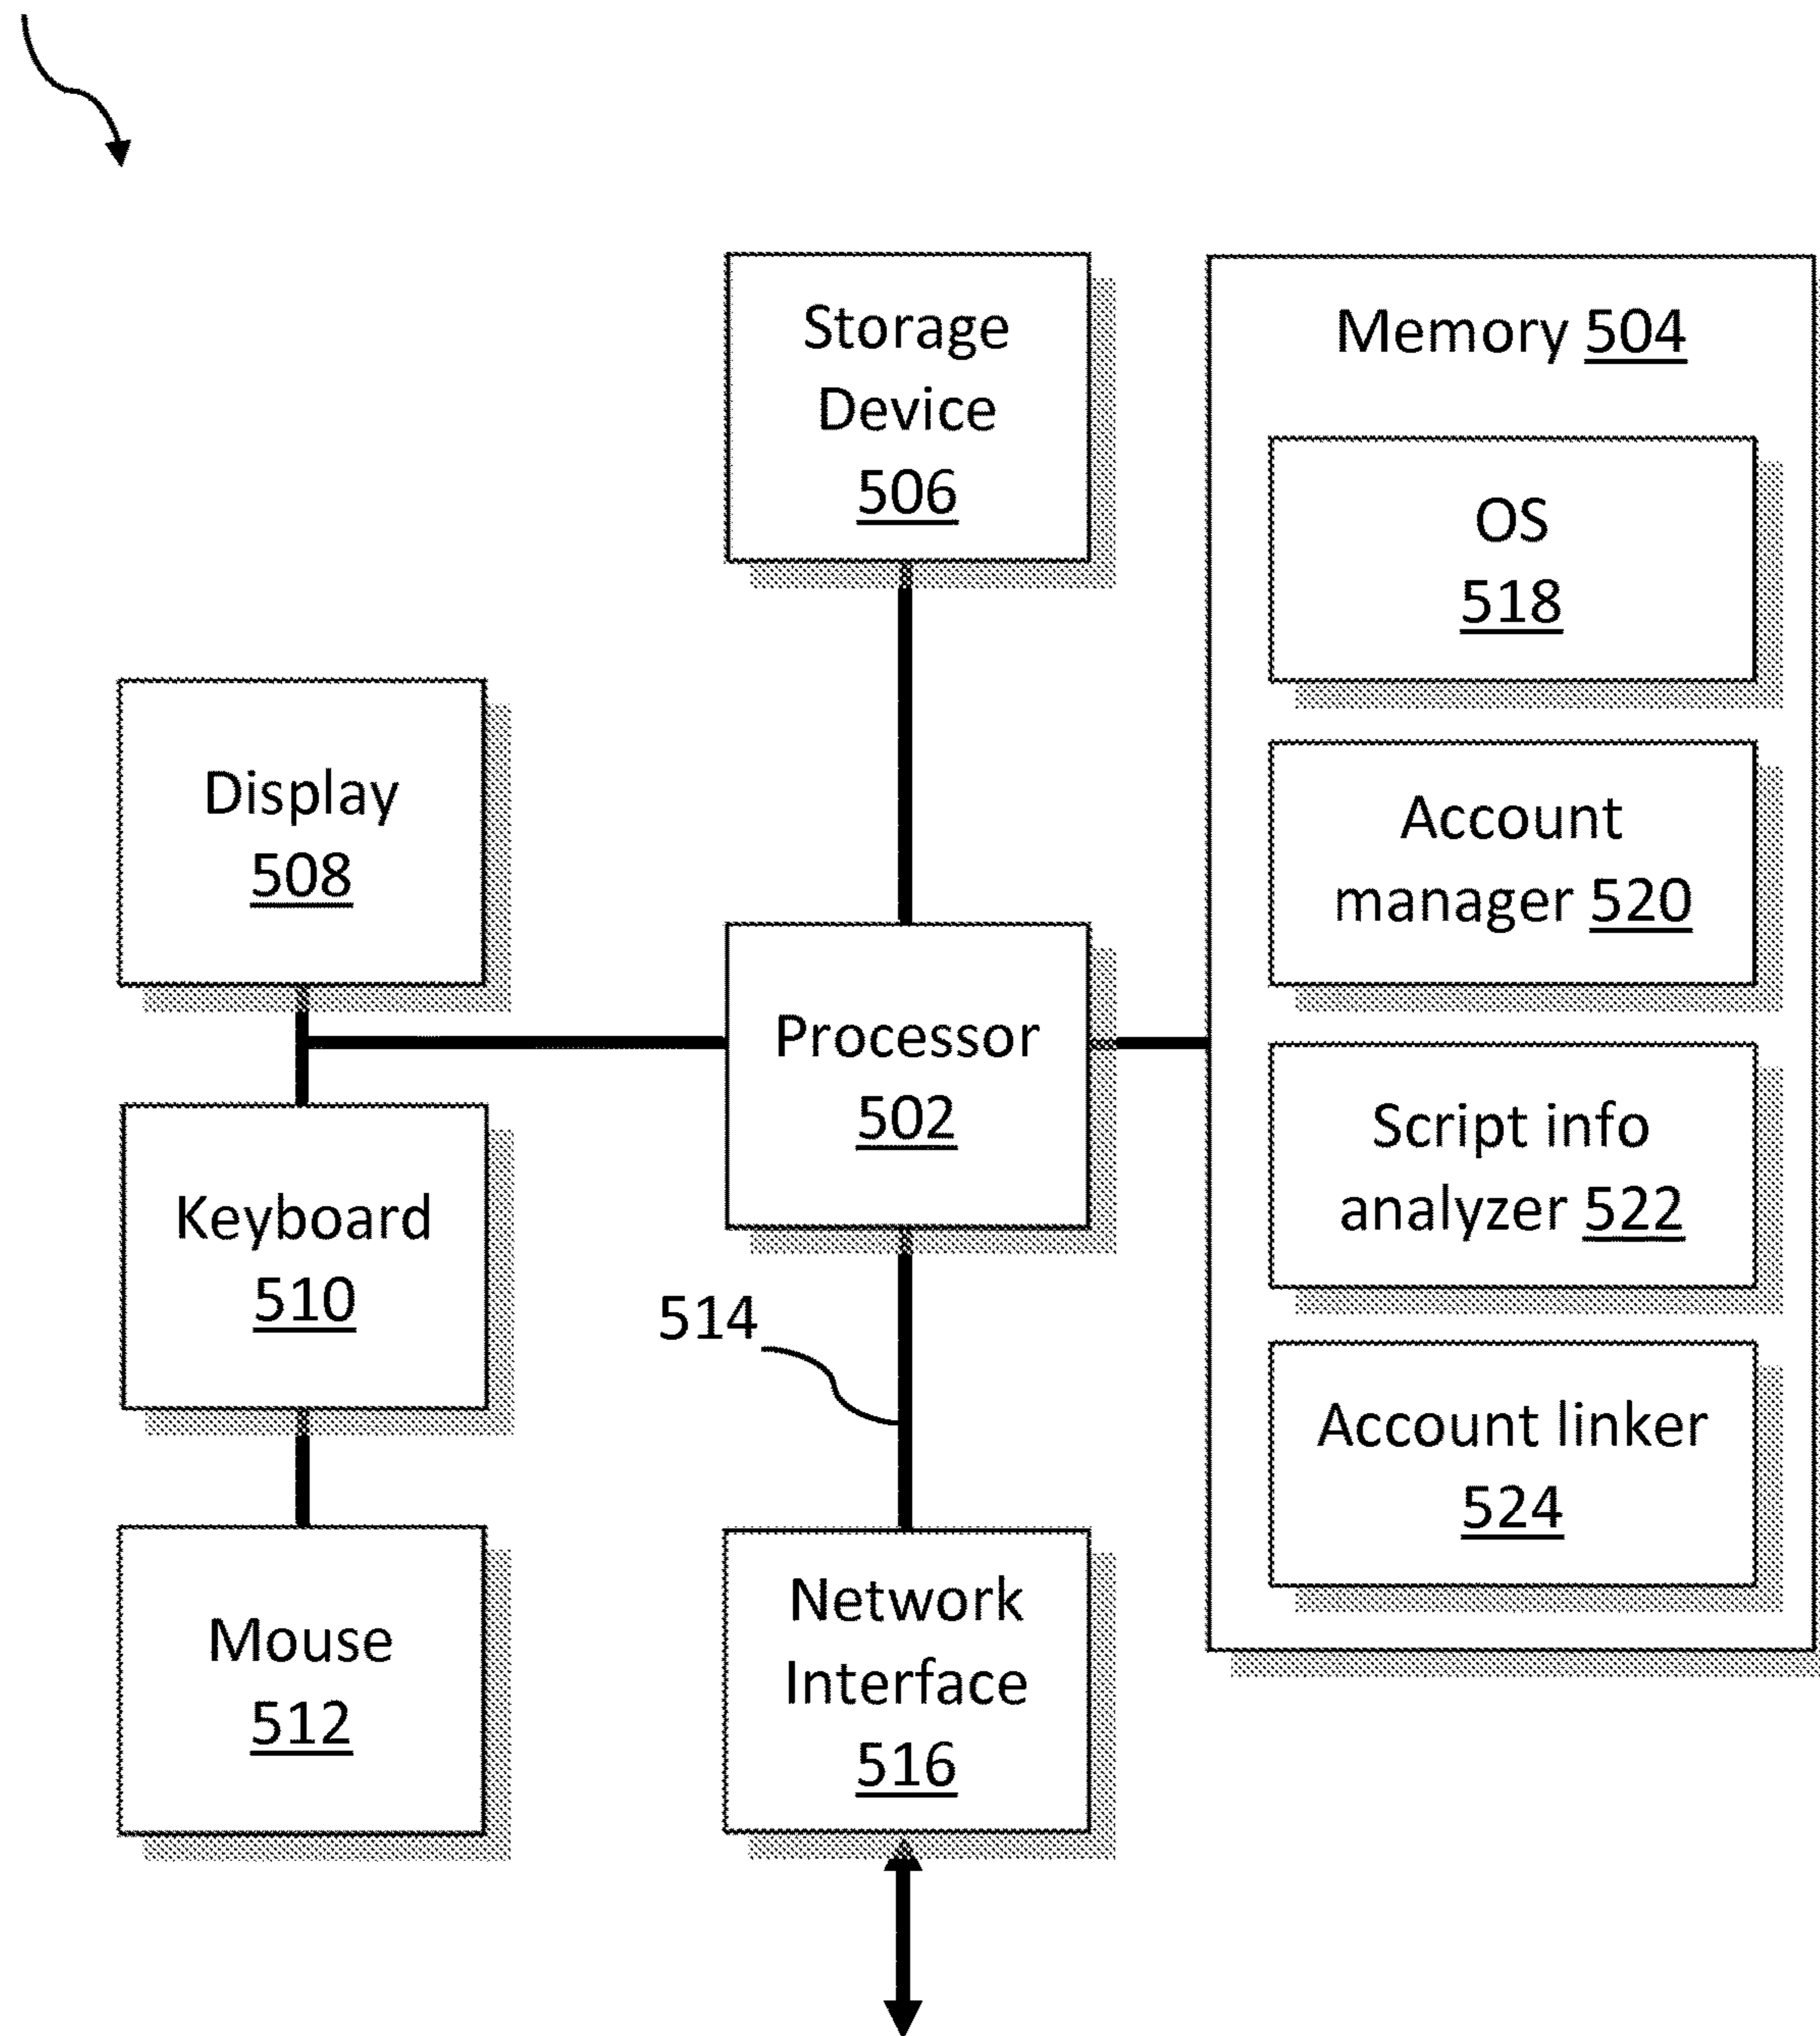 Storage
Device
506
Memory 504
OS
518
Account
manager 520
Script info
analyzer 522
Account linker
524
Display
508
Processor
502
Keyboard
510
514
Mouse
512
Network
Interface
516